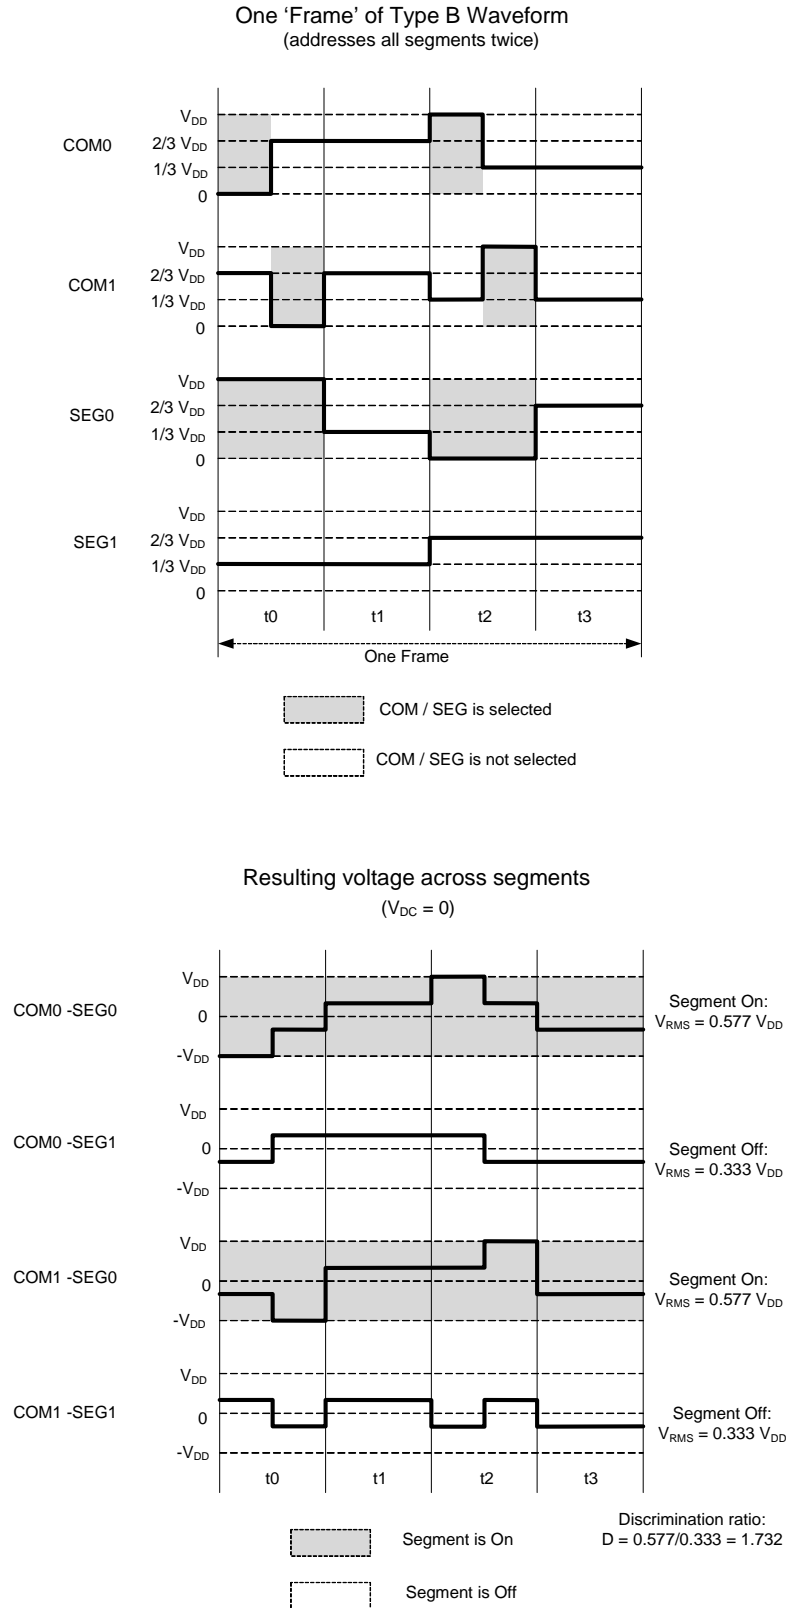 One ‘Frame’ of Type B Waveform
(addresses all segments twice)
COM0
VDD
2/3 VDD
1/3 VDD
0
COM1
VDD
2/3 VDD
1/3 VDD
0
SEG0
VDD
2/3 VDD
1/3 VDD
0
SEG1
VDD
2/3 VDD
1/3 VDD
0
t0 t1 t2 t3
One Frame
COM / SEG is selected
COM / SEG is not selected
Resulting voltage across segments
(VDC = 0)
COM0 -SEG0
VDD
0
-VDD
Segment On:
VRMS = 0.577 VDD
COM0 -SEG1
VDD
0
-VDD
Segment Off:
VRMS = 0.333 VDD
COM1 -SEG0
VDD
0
-VDD
Segment On:
VRMS = 0.577 VDD
COM1 -SEG1
VDD
0
-VDD
Segment Off:
VRMS = 0.333 VDD
t0 t1 t2 t3
Segment is On
Discrimination ratio:
D = 0.577/0.333 = 1.732
Segment is Off